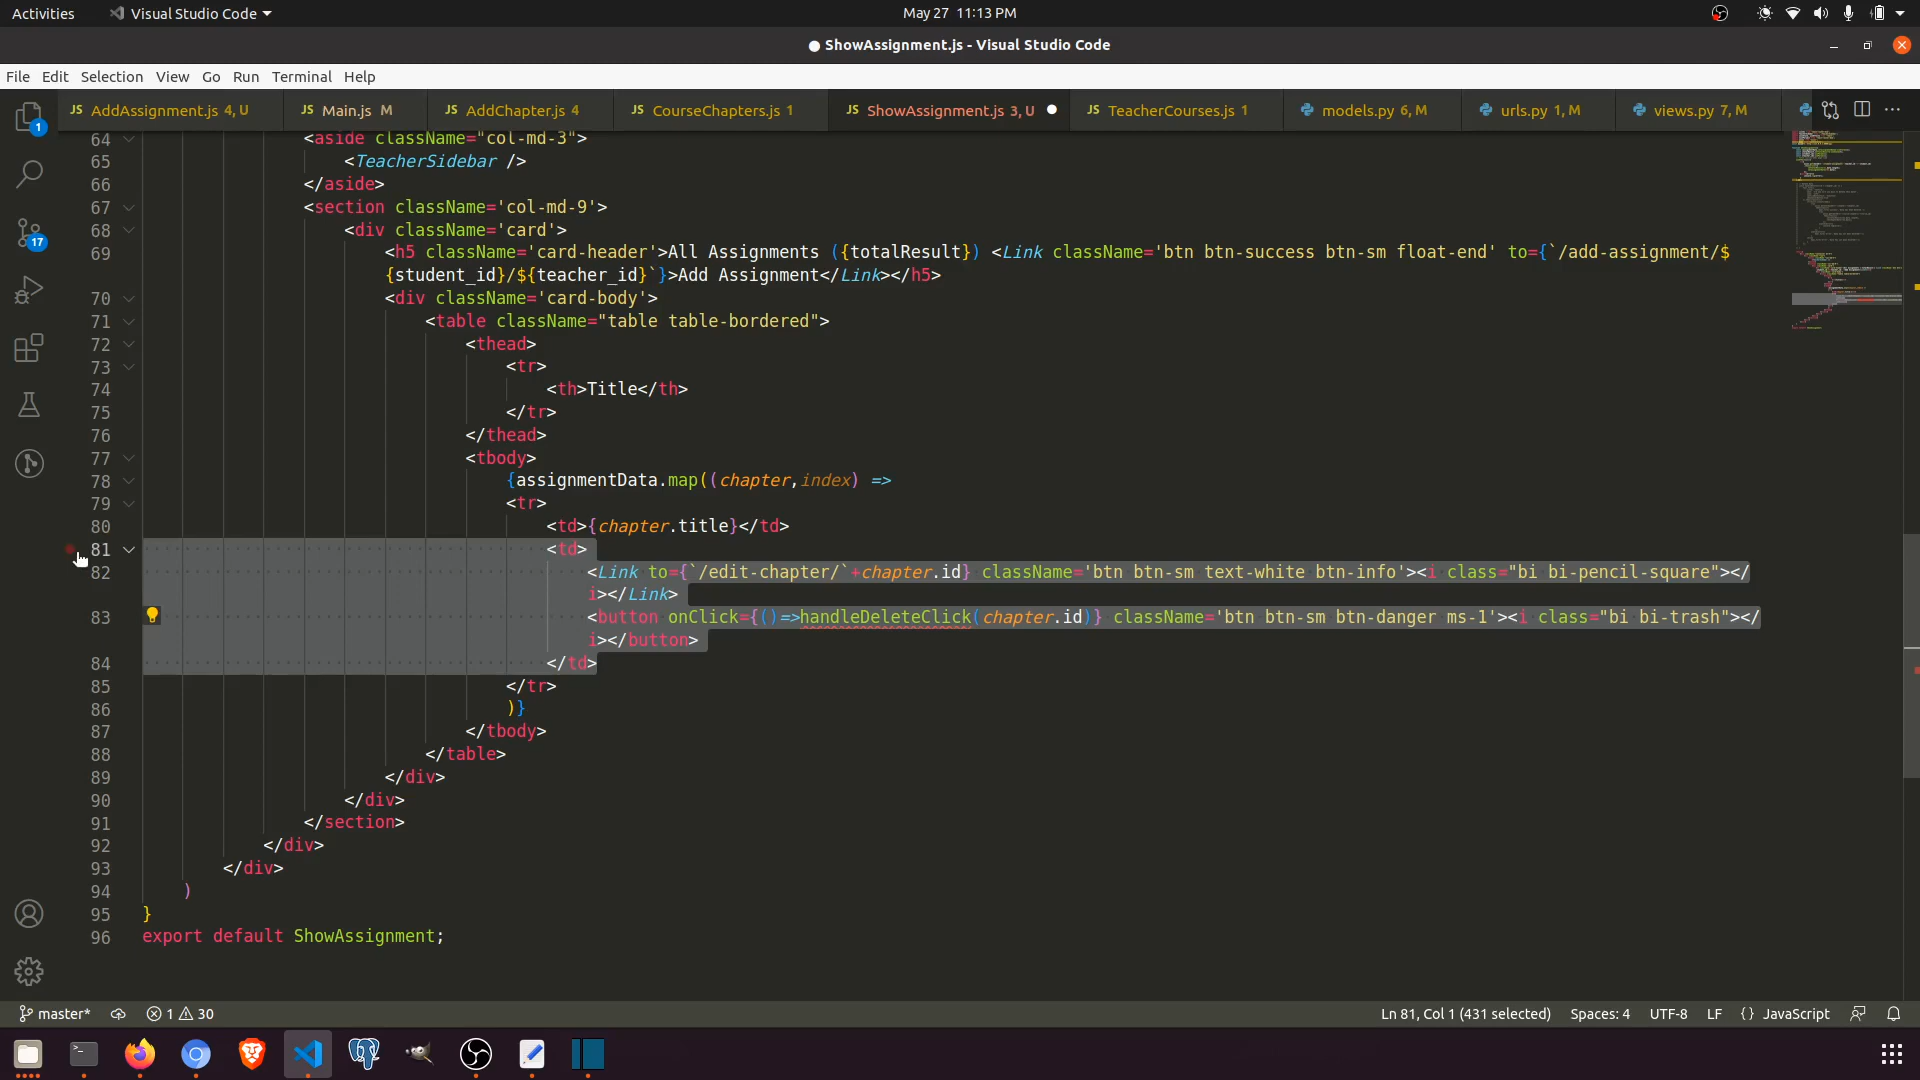 Activities
Visual Studio Code
May 27 11:13 PM
● ShowAssignment.js - Visual Studio Code
File Edit Selection View Go Run Terminal Help
1
JS AddAssignment.js 4, U
JS Main.js M
JS AddChapter.js 4
JS CourseChapters.js 1
JS ShowAssignment.js 3, U ●
JS TeacherCourses.js 1
models.py 6, M
urls.py 1, M
views.py 7, M
17
64 <aside className="col-md-3">
65 <TeacherSidebar />
66 </aside>
67 <section className='col-md-9'>
68 <div className='card'>
69 <h5 className='card-header'>All Assignments ({totalResult}) <Link className='btn btn-success btn-sm float-end' to={`/add-assignment/$
{student_id}/${teacher_id}`}>Add Assignment</Link></h5>
70 <div className='card-body'>
71 <table className="table table-bordered">
72 <thead>
73 <tr>
74 <th>Title</th>
75 </tr>
76 </thead>
77 <tbody>
78 {assignmentData.map((chapter,index) =>
79 <tr>
80 <td>{chapter.title}</td>
81 <td>
82 <Link to={`/edit-chapter/`+chapter.id} className='btn btn-sm text-white btn-info'><i class="bi bi-pencil-square"></
i></Link>
83 <button onClick={()=>handleDeleteClick(chapter.id)} className='btn btn-sm btn-danger ms-1'><i class="bi bi-trash"></
i></button>
84 </td>
85 </tr>
86 )}
87 </tbody>
88 </table>
89 </div>
90 </div>
91 </section>
92 </div>
93 </div>
94 )
95 }
96 export default ShowAssignment;
master*
1 30
Ln 81, Col 1 (431 selected)
Spaces: 4
UTF-8
LF
{} JavaScript